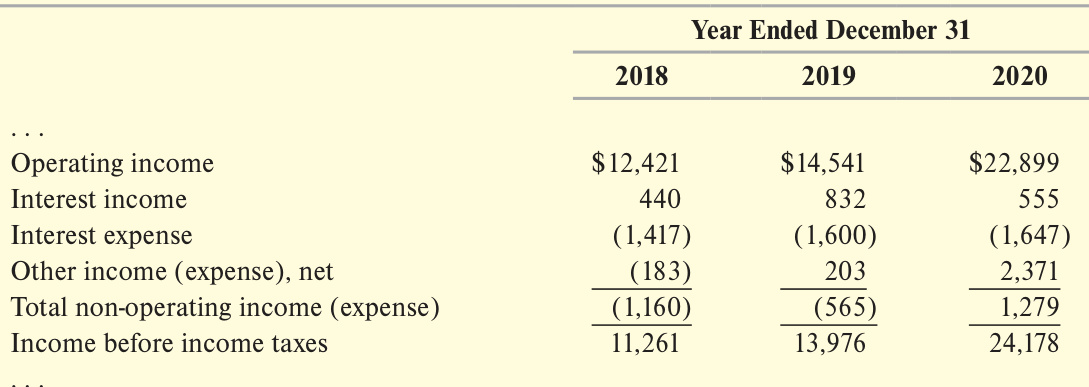 Year Ended December 31
2018 2019 2020
. . .
Operating income $12,421 $14,541 $22,899
Interest income 440 832 555
Interest expense (1,417) (1,600) (1,647)
Other income (expense), net (183) 203 2,371
Total non-operating income (expense) (1,160) (565) 1,279
Income before income taxes 11,261 13,976 24,178
. . .